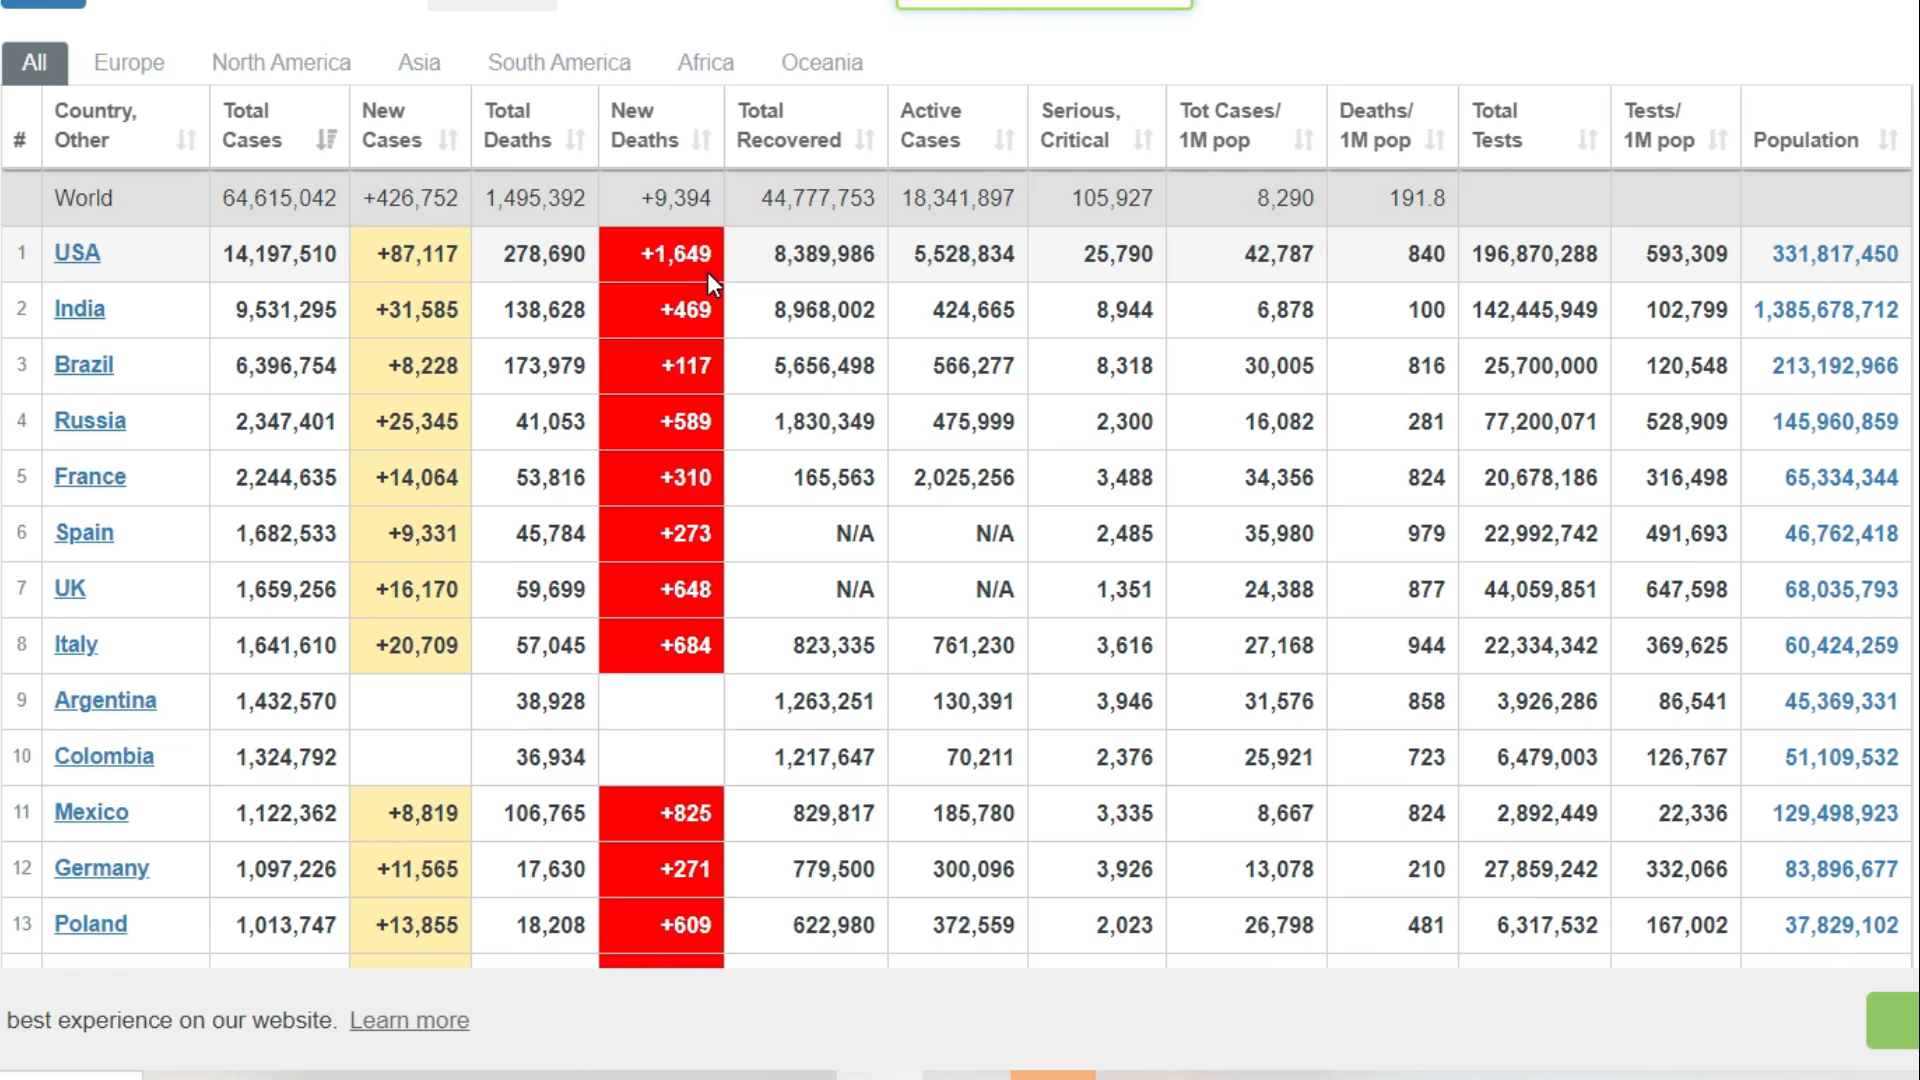 All Europe North America Asia South America Africa Oceania
# Country, Other Total Cases New Cases Total Deaths New Deaths Total Recovered Active Cases Serious, Critical Tot Cases/ 1M pop Deaths/ 1M pop Total Tests Tests/ 1M pop Population
World 64,615,042 +426,752 1,495,392 +9,394 44,777,753 18,341,897 105,927 8,290 191.8
1 USA 14,197,510 +87,117 278,690 +1,649 8,389,986 5,528,834 25,790 42,787 840 196,870,288 593,309 331,817,450
2 India 9,531,295 +31,585 138,628 +469 8,968,002 424,665 8,944 6,878 100 142,445,949 102,799 1,385,678,712
3 Brazil 6,396,754 +8,228 173,979 +117 5,656,498 566,277 8,318 30,005 816 25,700,000 120,548 213,192,966
4 Russia 2,347,401 +25,345 41,053 +589 1,830,349 475,999 2,300 16,082 281 77,200,071 528,909 145,960,859
5 France 2,244,635 +14,064 53,816 +310 165,563 2,025,256 3,488 34,356 824 20,678,186 316,498 65,334,344
6 Spain 1,682,533 +9,331 45,784 +273 N/A N/A 2,485 35,980 979 22,992,742 491,693 46,762,418
7 UK 1,659,256 +16,170 59,699 +648 N/A N/A 1,351 24,388 877 44,059,851 647,598 68,035,793
8 Italy 1,641,610 +20,709 57,045 +684 823,335 761,230 3,616 27,168 944 22,334,342 369,625 60,424,259
9 Argentina 1,432,570 38,928 1,263,251 130,391 3,946 31,576 858 3,926,286 86,541 45,369,331
10 Colombia 1,324,792 36,934 1,217,647 70,211 2,376 25,921 723 6,479,003 126,767 51,109,532
11 Mexico 1,122,362 +8,819 106,765 +825 829,817 185,780 3,335 8,667 824 2,892,449 22,336 129,498,923
12 Germany 1,097,226 +11,565 17,630 +271 779,500 300,096 3,926 13,078 210 27,859,242 332,066 83,896,677
13 Poland 1,013,747 +13,855 18,208 +609 622,980 372,559 2,023 26,798 481 6,317,532 167,002 37,829,102
best experience on our website. Learn more